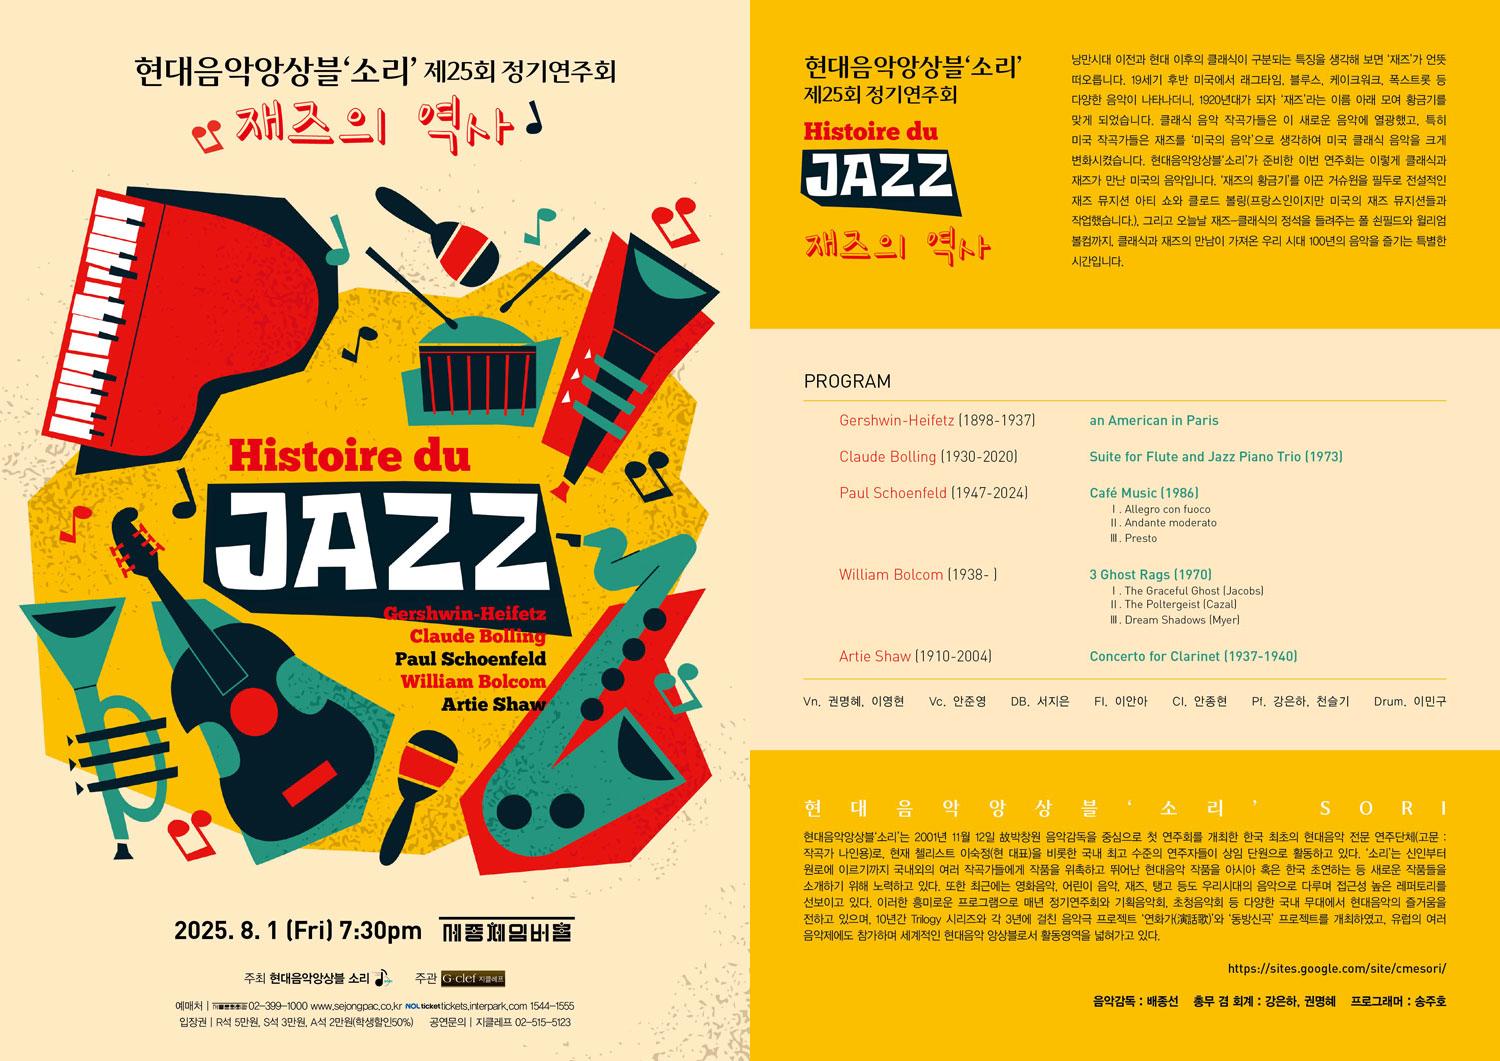 현대음악앙상블‘소리’ 제25회 정기연주회
재즈의 역사
Histoire du
JAZZ
Gershwin-Heifetz
Claude Bolling
Paul Schoenfeld
William Bolcom
Artie Shaw
2025. 8. 1 (Fri) 7:30pm 세종체임버홀
주최 현대음악앙상블 소리 주관 G·clef 지클레프
예매처 | 02-399-1000 www.sejongpac.co.kr NOL ticket tickets.interpark.com 1544-1555
입장권 | R석 5만원, S석 3만원, A석 2만원(학생할인50%) 공연문의 | 지클레프 02-515-5123
현대음악앙상블‘소리’
제25회 정기연주회
Histoire du
JAZZ
재즈의 역사
낭만시대 이전과 현대 이후의 클래식이 구분되는 특징을 생각해 보면 ‘재즈’가 언뜻
떠오릅니다. 19세기 후반 미국에서 래그타임, 블루스, 케이크워크, 폭스트롯 등
다양한 음악이 나타나더니, 1920년대가 되자 ‘재즈’라는 이름 아래 모여 황금기를
맞게 되었습니다. 클래식 음악 작곡가들은 이 새로운 음악에 열광했고, 특히
미국 작곡가들은 재즈를 ‘미국의 음악’으로 생각하여 미국 클래식 음악을 크게
변화시켰습니다. 현대음악앙상블‘소리’가 준비한 이번 연주회는 이렇게 클래식과
재즈가 만난 미국의 음악입니다. ‘재즈의 황금기’를 이끈 거슈윈을 필두로 전설적인
재즈 뮤지션 아티 쇼와 클로드 볼링(프랑스인이지만 미국의 재즈 뮤지션들과
작업했습니다.), 그리고 오늘날 재즈-클래식의 정석을 들려주는 폴 쇤필드와 윌리엄
볼컴까지, 클래식과 재즈의 만남이 가져온 우리 시대 100년의 음악을 즐기는 특별한
시간입니다.
PROGRAM
Gershwin-Heifetz (1898-1937) an American in Paris
Claude Bolling (1930-2020) Suite for Flute and Jazz Piano Trio (1973)
Paul Schoenfeld (1947-2024) Café Music (1986)
Ⅰ. Allegro con fuoco
Ⅱ. Andante moderato
Ⅲ. Presto
William Bolcom (1938- ) 3 Ghost Rags (1970)
Ⅰ. The Graceful Ghost (Jacobs)
Ⅱ. The Poltergeist (Cazal)
Ⅲ. Dream Shadows (Myer)
Artie Shaw (1910-2004) Concerto for Clarinet (1937-1940)
Vn. 권명혜, 이영현 Vc. 안준영 DB. 서지은 Fl. 이안아 Cl. 안종현 Pf. 강은하, 천슬기 Drum. 이민구
현대음악앙상블‘소리’ SORI
현대음악앙상블‘소리’는 2001년 11월 12일 故박창원 음악감독을 중심으로 첫 연주회를 개최한 한국 최초의 현대음악 전문 연주단체(고문 :
작곡가 나인용)로, 현재 첼리스트 이숙정(현 대표)을 비롯한 국내 최고 수준의 연주자들이 상임 단원으로 활동하고 있다. ‘소리’는 신인부터
원로에 이르기까지 국내외의 여러 작곡가들에게 작품을 위촉하고 뛰어난 현대음악 작품을 아시아 혹은 한국 초연하는 등 새로운 작품들을
소개하기 위해 노력하고 있다. 또한 최근에는 영화음악, 어린이 음악, 재즈, 탱고 등도 우리시대의 음악으로 다루며 접근성 높은 레퍼토리를
선보이고 있다. 이러한 흥미로운 프로그램으로 매년 정기연주회와 기획음악회, 초청음악회 등 다양한 국내 무대에서 현대음악의 즐거움을
전하고 있으며, 10년간 Trilogy 시리즈와 각 3년에 걸친 음악극 프로젝트 ‘연화가(演話歌)’와 ‘동방신곡’ 프로젝트를 개최하였고, 유럽의 여러
음악제에도 참가하며 세계적인 현대음악 앙상블로서 활동영역을 넓혀가고 있다.
https://sites.google.com/site/cmesori/
음악감독 : 배종선 총무 겸 회계 : 강은하, 권명혜 프로그래머 : 송주호